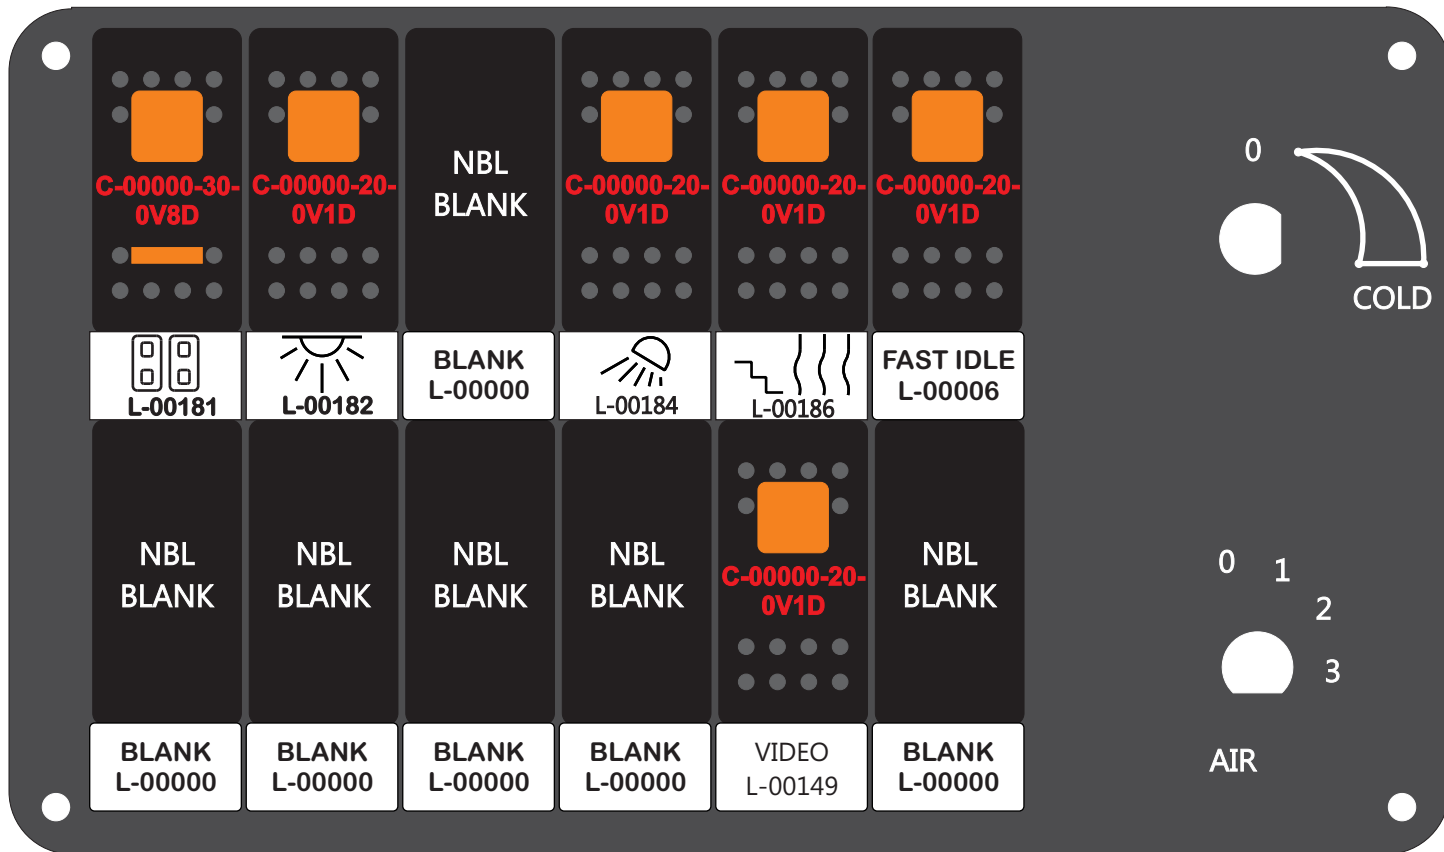 C-00000-30-
0V8D
C-00000-20-
0V1D
NBL
BLANK
C-00000-20-
0V1D
C-00000-20-
0V1D
C-00000-20-
0V1D
0
COLD
L-00181
L-00182
BLANK
L-00000
L-00184
L-00186
FAST IDLE
L-00006
NBL
BLANK
NBL
BLANK
NBL
BLANK
NBL
BLANK
C-00000-20-
0V1D
NBL
BLANK
0
1
2
3
AIR
BLANK
L-00000
BLANK
L-00000
BLANK
L-00000
BLANK
L-00000
VIDEO
L-00149
BLANK
L-00000